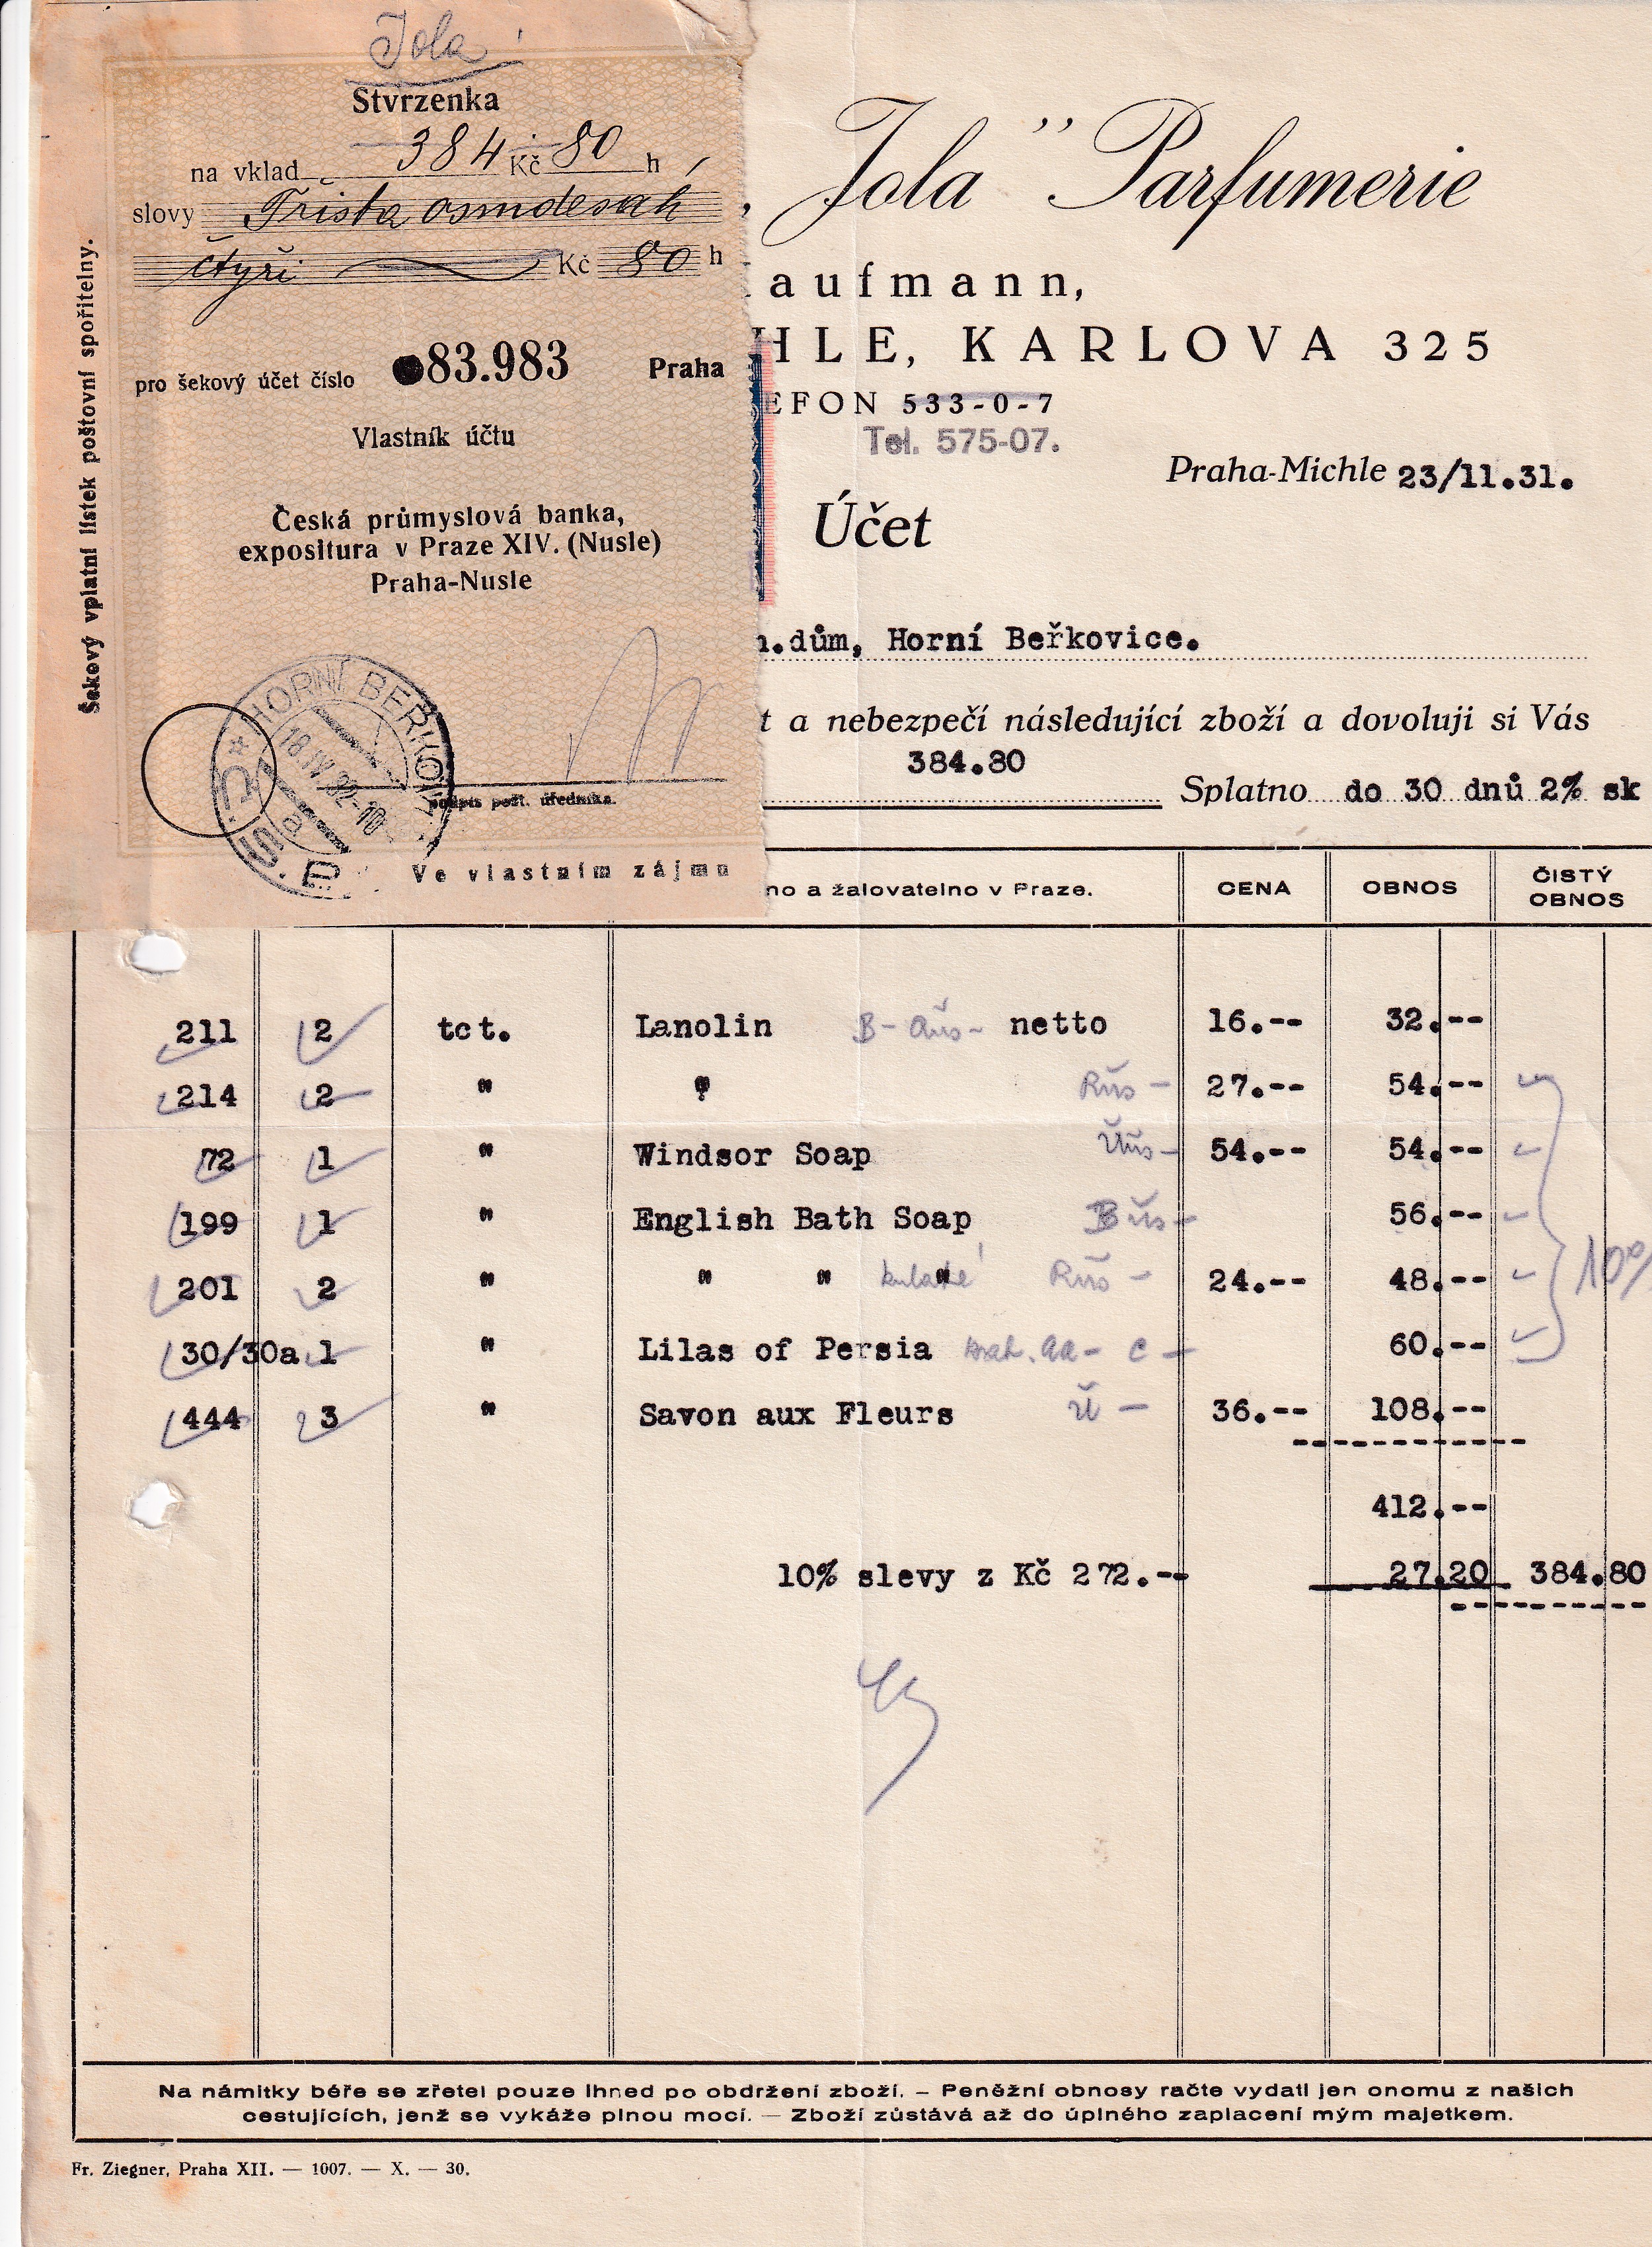 Jola
Stvrzenka
na vklad 384 Kč 80 h
slovy Třista osmdesát
čtyři Kč 80 h
pro šekový účet číslo 83.983 Praha
Vlastník účtu
Česká průmyslová banka,
expositura v Praze XIV. (Nusle)
Praha-Nusle
podpis pošt. úředníka.
Ve vlastním zájmu
Šekový vplatní lístek poštovní spořitelny.
HORNÍ BEŘKOVI
18 IV 32-10
„Jola" Parfumerie
aufmann,
HLE, KARLOVA 325
EFON 533-0-7
Tel. 575-07.
Praha-Michle 23/11.31.
Účet
n.dům, Horní Beřkovice.
t a nebezpečí následující zboží a dovoluji si Vás
384.80
Splatno do 30 dnů 2% sk
no a žalovatelno v Praze. CENA OBNOS ČISTÝ OBNOS
211 2 tct. Lanolin netto 16.-- 32.--
214 2 " " 27.-- 54.--
72 1 " Windsor Soap 54.-- 54.--
199 1 " English Bath Soap 56.--
201 2 " " " " kulaté 24.-- 48.--
30/30a 1 " Lilas of Persia 60.--
444 3 " Savon aux Fleurs 36.-- 108.--
10%
412.--
10% slevy z Kč 272.-- 27.20 384.80
Na námitky béře se zřetel pouze ihned po obdržení zboží. – Peněžní obnosy račte vydati jen onomu z našich
cestujících, jenž se vykáže plnou mocí. — Zboží zůstává až do úplného zaplacení mým majetkem.
Fr. Ziegner, Praha XII. — 1007. — X. — 30.